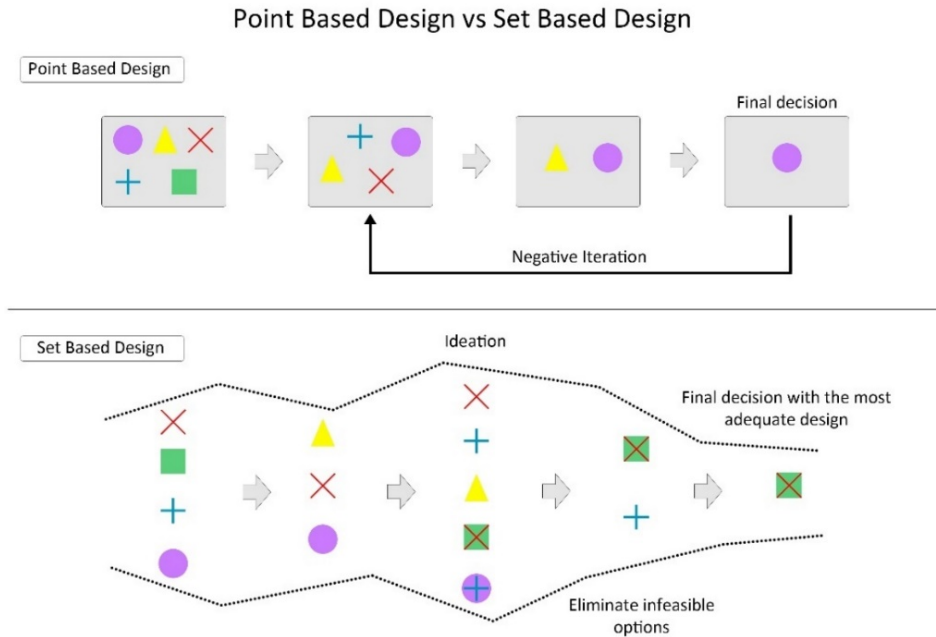 Point Based Design vs Set Based Design
Point Based Design
Final decision
Negative Iteration
Set Based Design
Ideation
Final decision with the most
adequate design
Eliminate infeasible
options